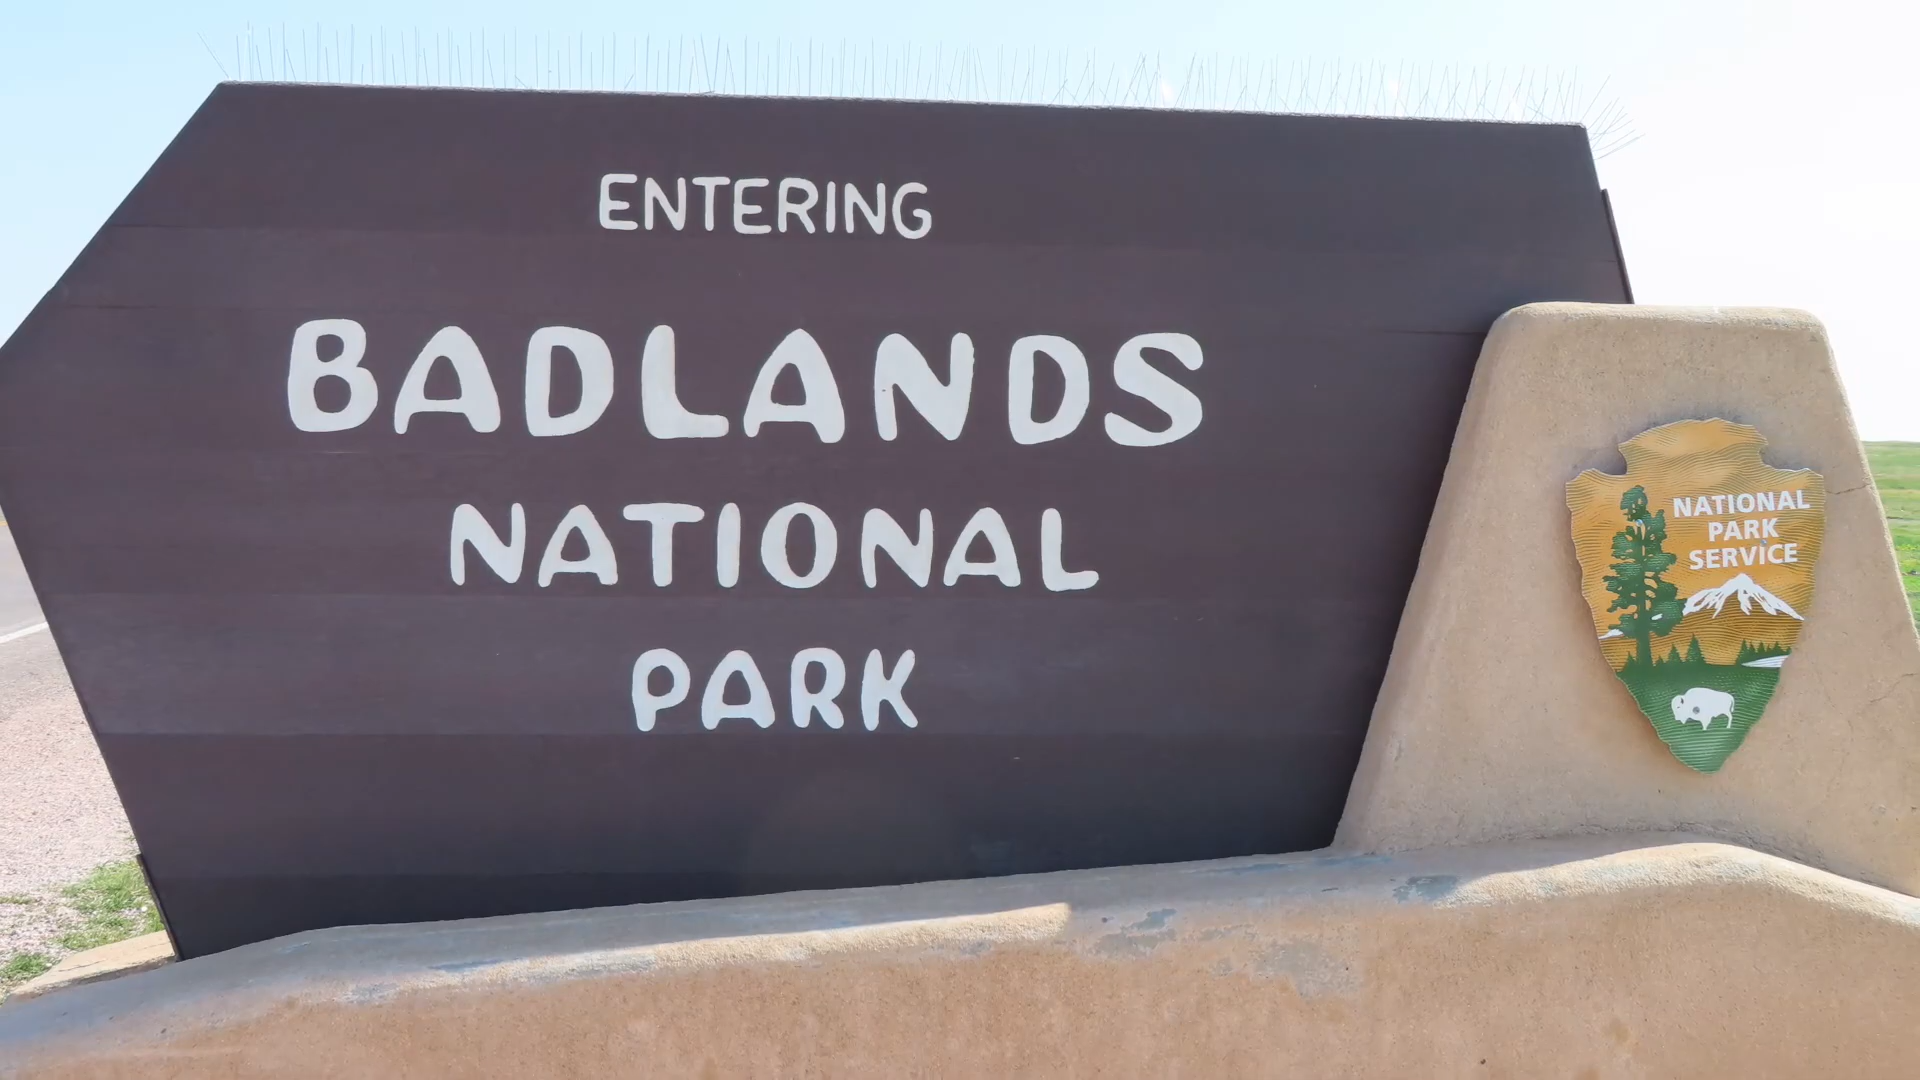 ENTERING
BADLANDS
NATIONAL
PARK
NATIONAL
PARK
SERVICE